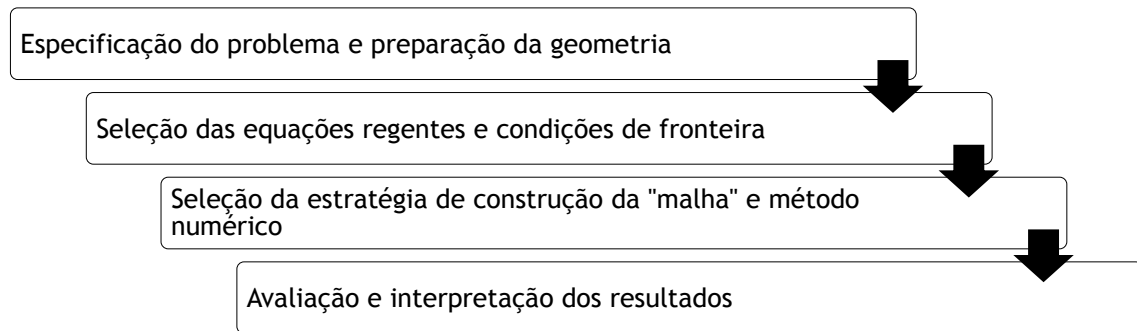 Especificação do problema e preparação da geometria
Seleção das equações regentes e condições de fronteira
Seleção da estratégia de construção da "malha" e método
numérico
Avaliação e interpretação dos resultados